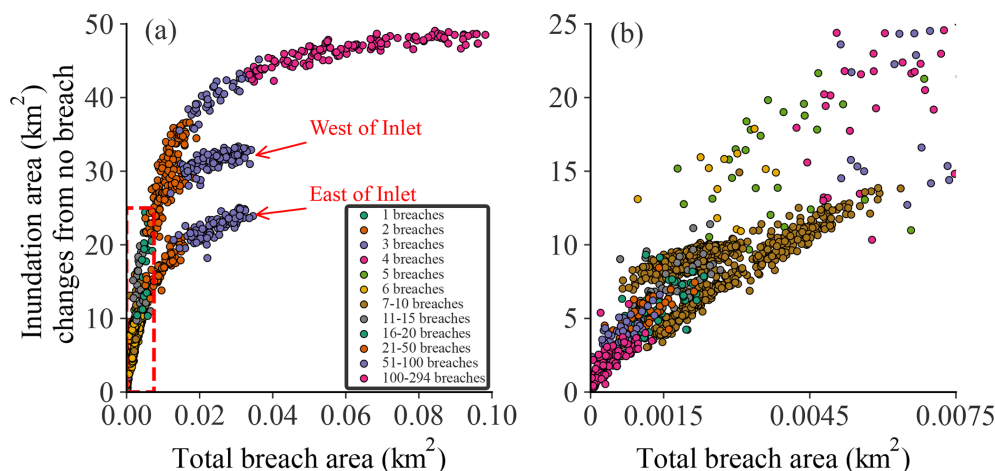 (a)
Inundation area (km²)
changes from no breach
50
40
30
20
10
0
0.00
0.02
0.04
0.06
0.08
0.10
Total breach area (km²)
West of Inlet
East of Inlet
1 breaches
2 breaches
3 breaches
4 breaches
5 breaches
6 breaches
7-10 breaches
11-15 breaches
16-20 breaches
21-50 breaches
51-100 breaches
100-294 breaches
(b)
25
20
15
10
5
0
0
0.0015
0.0045
0.0075
Total breach area (km²)